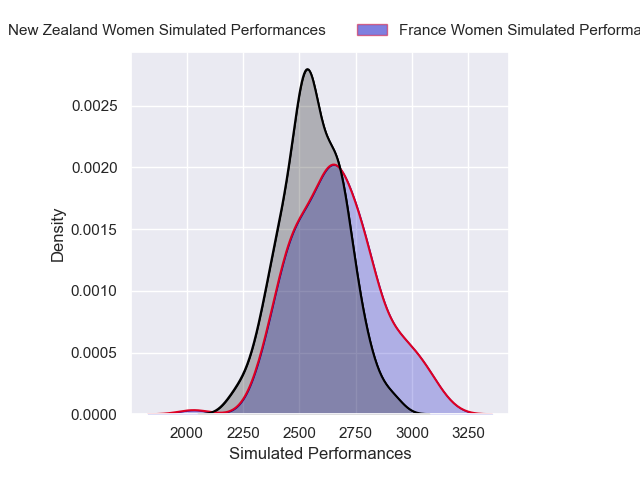 New Zealand Women Simulated Performances France Women Simulated Performa
0.0025
0.0020
0.0015
0.0010
0.0005
0.0000
Density
2000 2250 2500 2750 3000 3250
Simulated Performances